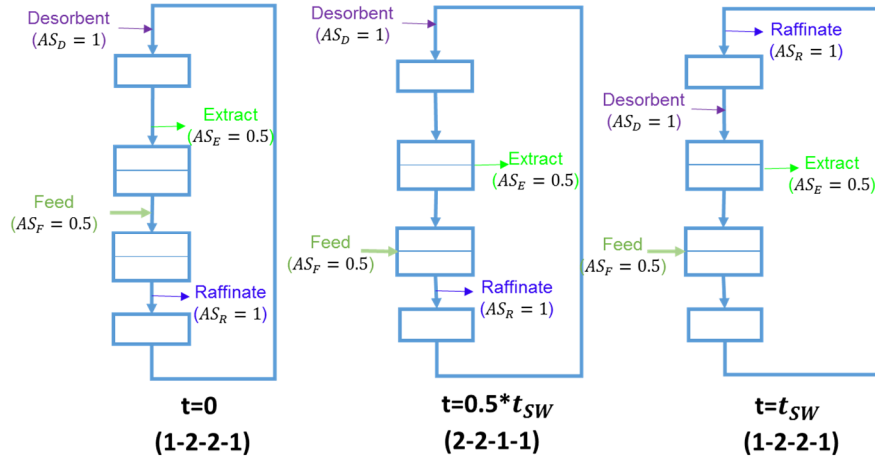 Desorbent
(AS_D = 1)
Extract
(AS_E = 0.5)
Feed
(AS_F = 0.5)
Raffinate
(AS_R = 1)
t=0
(1-2-2-1)
Desorbent
(AS_D = 1)
Extract
(AS_E = 0.5)
Feed
(AS_F = 0.5)
Raffinate
(AS_R = 1)
t=0.5*t_SW
(2-2-1-1)
Raffinate
(AS_R = 1)
Desorbent
(AS_D = 1)
Extract
(AS_E = 0.5)
Feed
(AS_F = 0.5)
t=t_SW
(1-2-2-1)